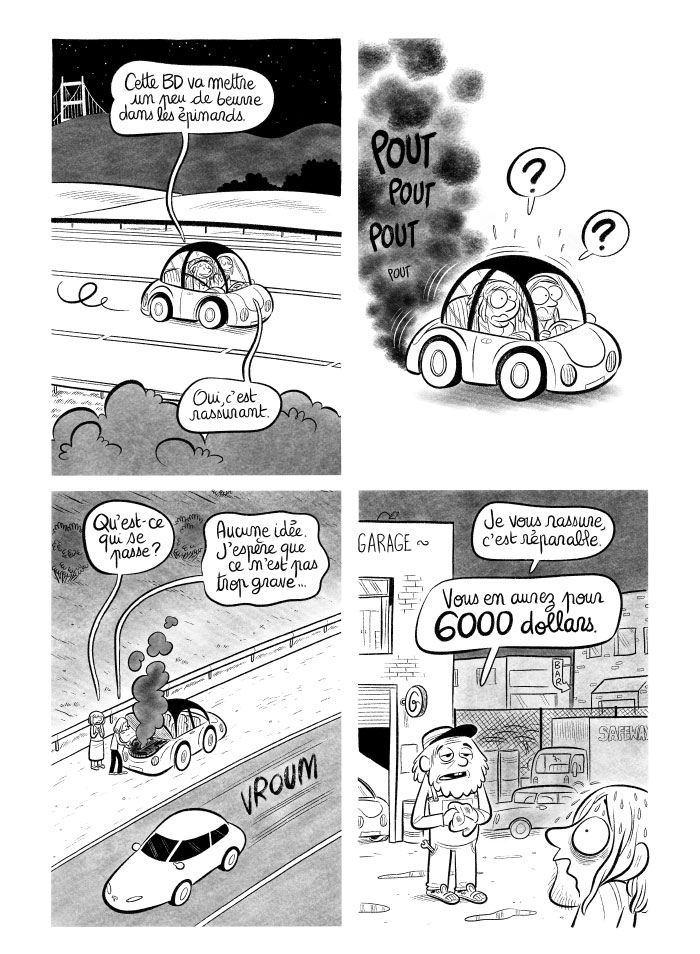 Cette BD va mettre
un peu de beurre
dans les épinards.
Oui, c'est
rassurant.
POUT
POUT
POUT
POUT
?
?
Qu'est-ce
qui se
passe ?
Aucune idée.
J'espère que
ce n'est pas
trop grave...
VROUM
GARAGE ~
Je vous rassure,
c'est réparable.
Vous en aurez pour
6000 dollars.
BAR
G
SAFEWAY